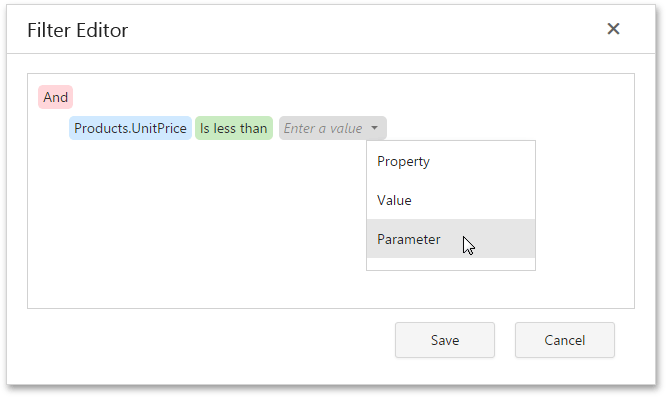 Filter Editor
And
Products.UnitPrice Is less than Enter a value
Property
Value
Parameter
Save Cancel